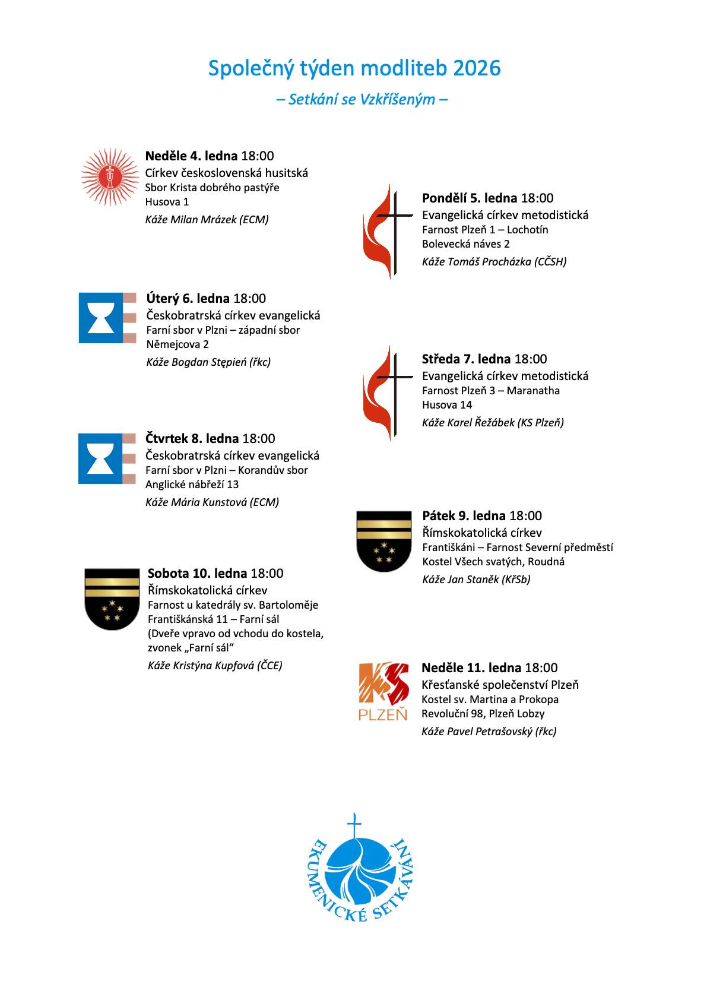 Společný týden modliteb 2026
– Setkání se Vzkříšeným –
Neděle 4. ledna 18:00
Církev československá husitská
Sbor Krista dobrého pastýře
Husova 1
Káže Milan Mrázek (ECM)
Pondělí 5. ledna 18:00
Evangelická církev metodistická
Farnost Plzeň 1 – Lochotín
Bolevecká náves 2
Káže Tomáš Procházka (CČSH)
Úterý 6. ledna 18:00
Českobratrská církev evangelická
Farní sbor v Plzni – západní sbor
Němejcova 2
Káže Bogdan Stępień (řkc)
Středa 7. ledna 18:00
Evangelická církev metodistická
Farnost Plzeň 3 – Maranatha
Husova 14
Káže Karel Řežábek (KS Plzeň)
Čtvrtek 8. ledna 18:00
Českobratrská církev evangelická
Farní sbor v Plzni – Korandův sbor
Anglické nábřeží 13
Káže Mária Kunstová (ECM)
Pátek 9. ledna 18:00
Římskokatolická církev
Františkáni – Farnost Severní předměstí
Kostel Všech svatých, Roudná
Káže Jan Staněk (KřSb)
Sobota 10. ledna 18:00
Římskokatolická církev
Farnost u katedrály sv. Bartoloměje
Františkánská 11 – Farní sál
(Dveře vpravo od vchodu do kostela,
zvonek „Farní sál“
Káže Kristýna Kupfová (ČCE)
KS
PLZEŇ
Neděle 11. ledna 18:00
Křesťanské společenství Plzeň
Kostel sv. Martina a Prokopa
Revoluční 98, Plzeň Lobzy
Káže Pavel Petrašovský (řkc)
EKUMENICKÉ SETKÁVÁNÍ